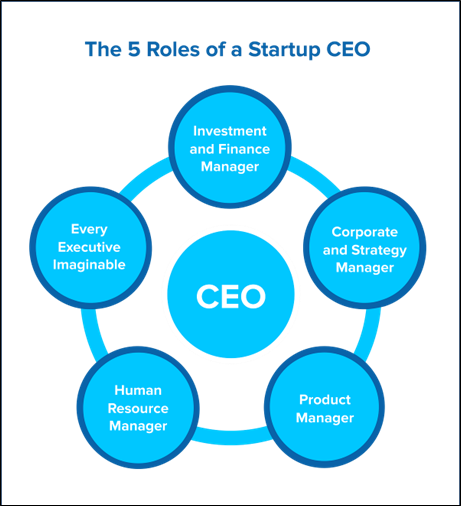 The 5 Roles of a Startup CEO
Investment
and Finance
Manager
Corporate
and Strategy
Manager
Product
Manager
Human
Resource
Manager
Every
Executive
Imaginable
CEO